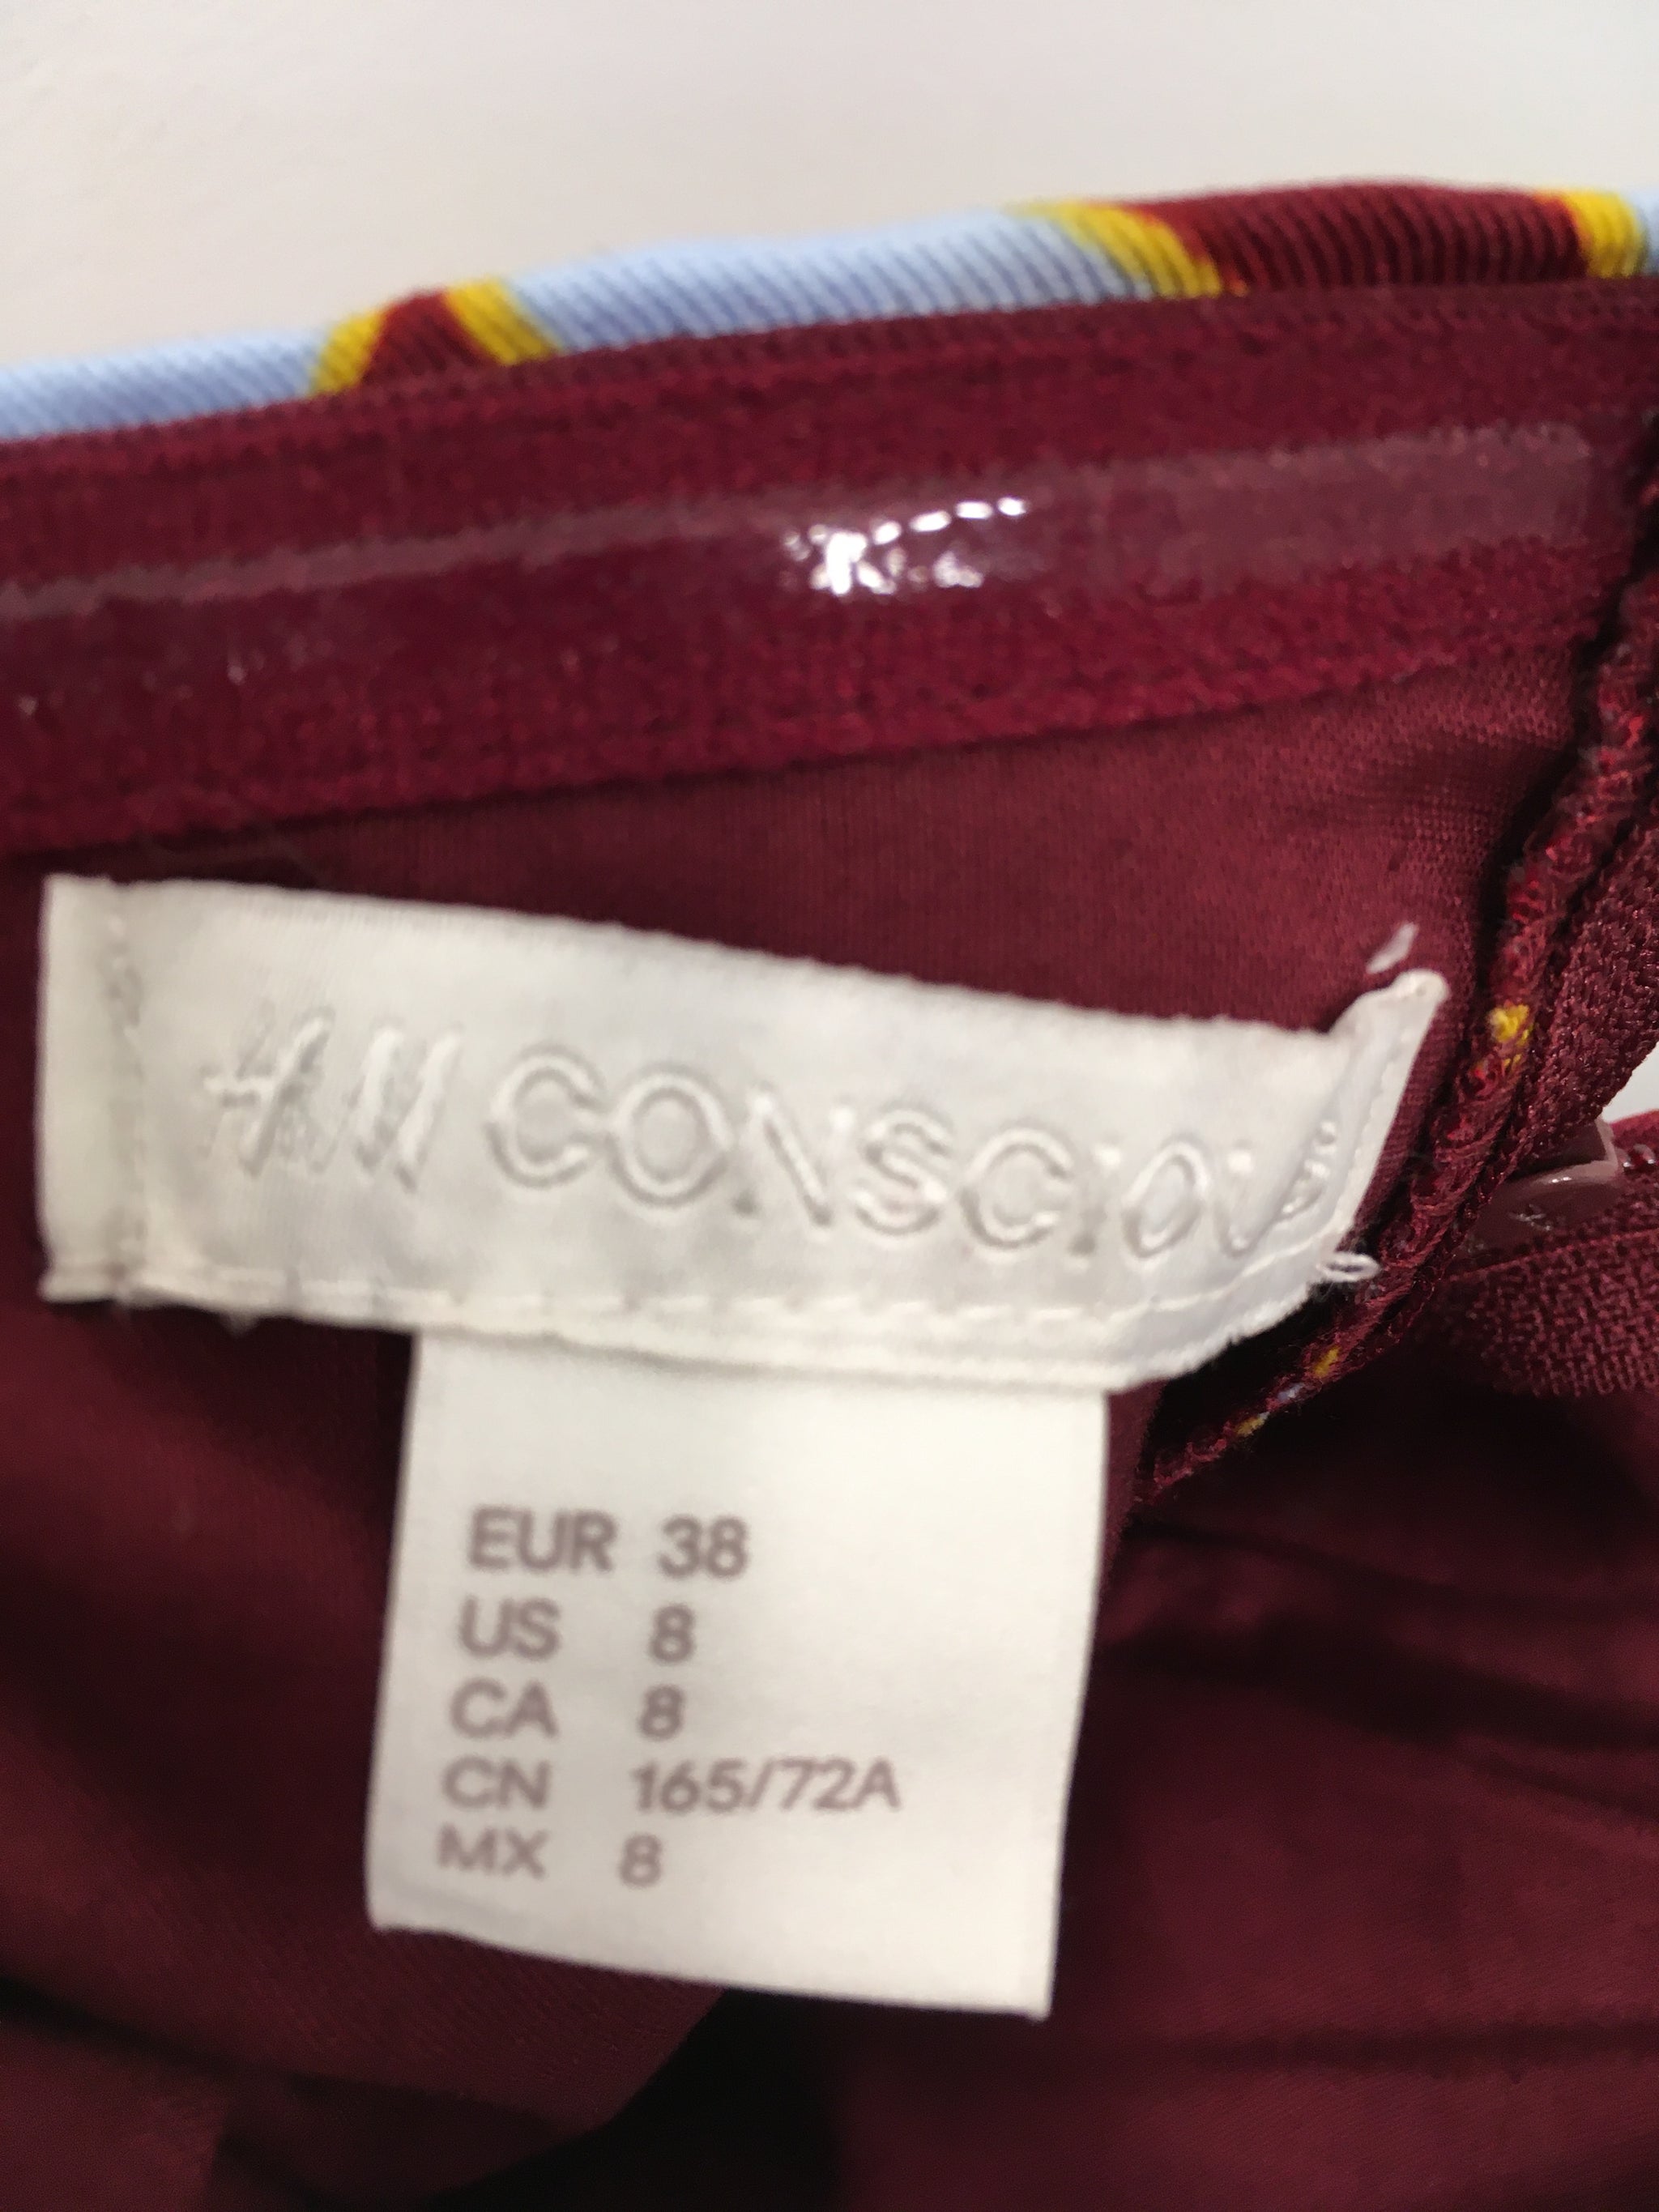 H&M CONSCIOUS
EUR 38
US 8
CA 8
CN 165/72A
MX 8